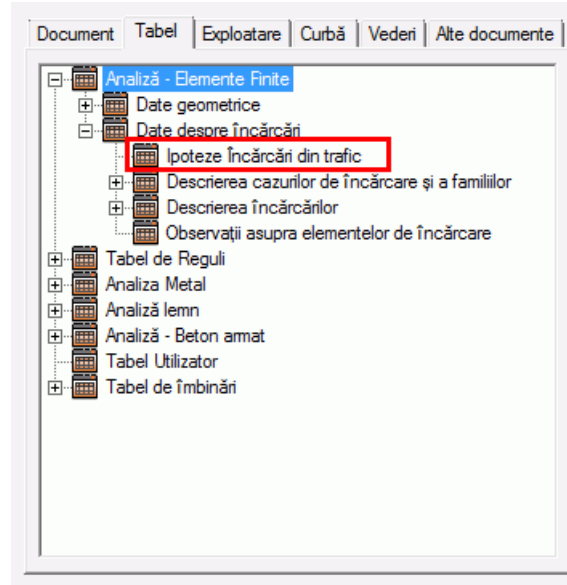 Document Tabel Exploatare Curbă Vederi Alte documente
Analiză - Elemente Finite
Date geometrice
Date despre încărcări
Ipoteze Încărcări din trafic
Descrierea cazurilor de încărcare și a familiilor
Descrierea încărcărilor
Observații asupra elementelor de încărcare
Tabel de Reguli
Analiza Metal
Analiză lemn
Analiză - Beton armat
Tabel Utilizator
Tabel de îmbinări